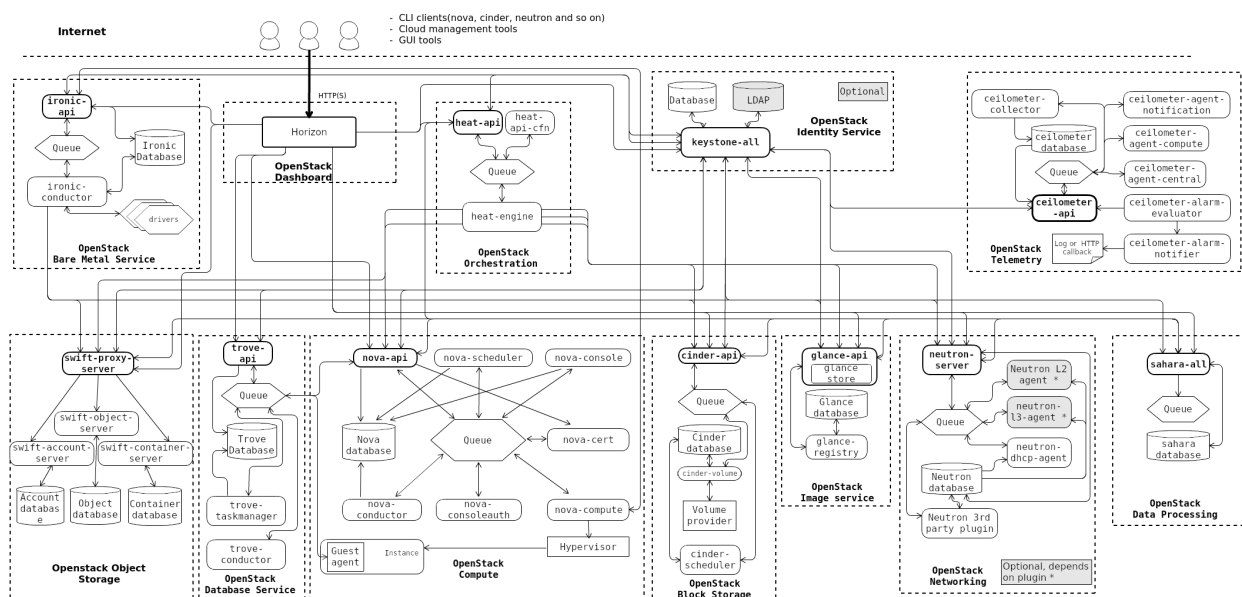 - CLI clients(nova, cinder, neutron and so on)
- Cloud management tools
- GUI tools
Internet
HTTP(S)
ironic-
api
Queue
Ironic
Database
ironic-
conductor
drivers
OpenStack
Bare Metal Service
Horizon
OpenStack
Dashboard
heat-api
heat-
api-cfn
Queue
heat-engine
OpenStack
Orchestration
Database
LDAP
Optional
OpenStack
Identity Service
keystone-all
ceilometer-
collector
ceilometer-agent-
notification
ceilometer
database
ceilometer-
agent-compute
Queue
ceilometer-
agent-central
ceilometer
-api
ceilometer-alarm-
evaluator
Log or HTTP
callback
ceilometer-alarm-
notifier
OpenStack
Telemetry
swift-proxy-
server
swift-object-
server
swift-account-
server
swift-container-
server
Account
databas
e
Object
database
Container
database
Openstack Object
Storage
trove-
api
Queue
Trove
Database
trove-
taskmanager
trove-
conductor
OpenStack
Database Service
nova-api
nova-scheduler
nova-console
Nova
database
Queue
nova-cert
nova-
conductor
nova-
consoleauth
nova-compute
Guest
agent
Instance
Hypervisor
OpenStack
Compute
cinder-api
Queue
Cinder
database
cinder-volume
Volume
provider
cinder-
scheduler
OpenStack
Block Storage
glance-api
glance
store
Glance
database
glance-
registry
OpenStack
Image service
neutron-
server
Neutron L2
agent *
Queue
neutron-
l3-agent *
neutron-
dhcp-agent
Neutron
database
Neutron 3rd
party plugin
OpenStack
Networking
Optional, depends
on plugin *
sahara-all
Queue
sahara
database
OpenStack
Data Processing